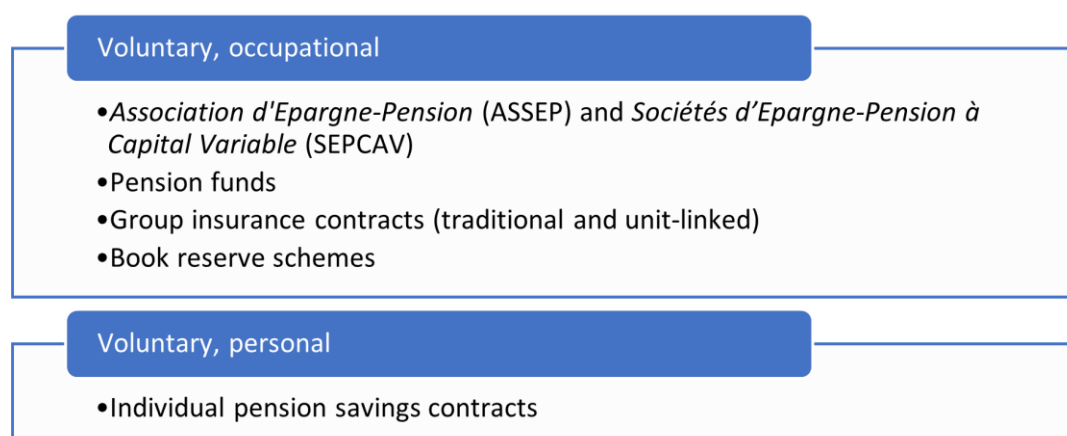 Voluntary, occupational
•Association d'Epargne-Pension (ASSEP) and Sociétés d’Epargne-Pension à
Capital Variable (SEPCAV)
•Pension funds
•Group insurance contracts (traditional and unit-linked)
•Book reserve schemes
Voluntary, personal
•Individual pension savings contracts